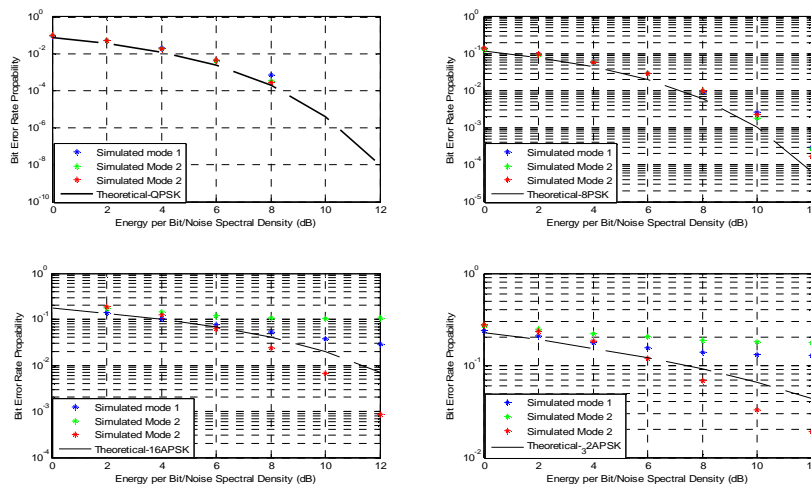 10^0
10^-2
10^-4
10^-6
10^-8
10^-10
Bit Error Rate Propability
Simulated mode 1
Simulated Mode 2
Simulated Mode 2
Theoretical-QPSK
0 2 4 6 8 10 12
Energy per Bit/Noise Spectral Density (dB)
10^0
10^-1
10^-2
10^-3
10^-4
10^-5
Bit Error Rate Propability
Simulated mode 1
Simulated Mode 2
Simulated Mode 2
Theoretical-8PSK
0 2 4 6 8 10 12
Energy per Bit/Noise Spectral Density (dB)
10^0
10^-1
10^-2
10^-3
10^-4
Bit Error Rate Propability
Simulated mode 1
Simulated Mode 2
Simulated Mode 2
Theoretical-16APSK
0 2 4 6 8 10 12
Energy per Bit/Noise Spectral Density (dB)
10^0
10^-1
10^-2
Bit Error Rate Propability
Simulated mode 1
Simulated Mode 2
Simulated Mode 2
Theoretical-_32APSK
0 2 4 6 8 10 12
Energy per Bit/Noise Spectral Density (dB)